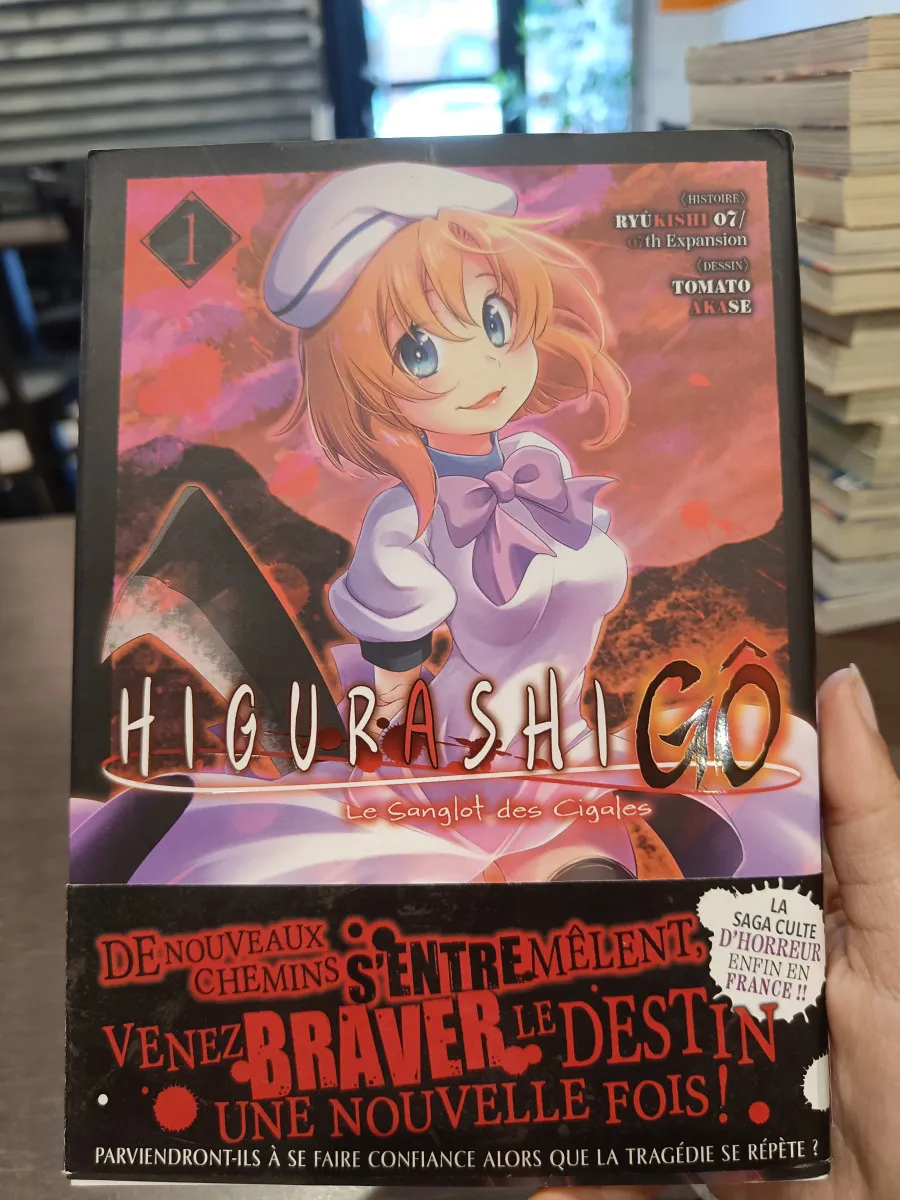 1
〈HISTOIRE〉
RYÛKISHI 07/
07th Expansion
〈DESSIN〉
TOMATO
AKASE
HIGURASHI GÔ
Le Sanglot des Cigales
DE NOUVEAUX
CHEMINS S'ENTREMÊLENT,
VENEZ BRAVER LE DESTIN
UNE NOUVELLE FOIS !
LA
SAGA CULTE
D'HORREUR
ENFIN EN
FRANCE !!
PARVIENDRONT-ILS À SE FAIRE CONFIANCE ALORS QUE LA TRAGÉDIE SE RÉPÈTE ?